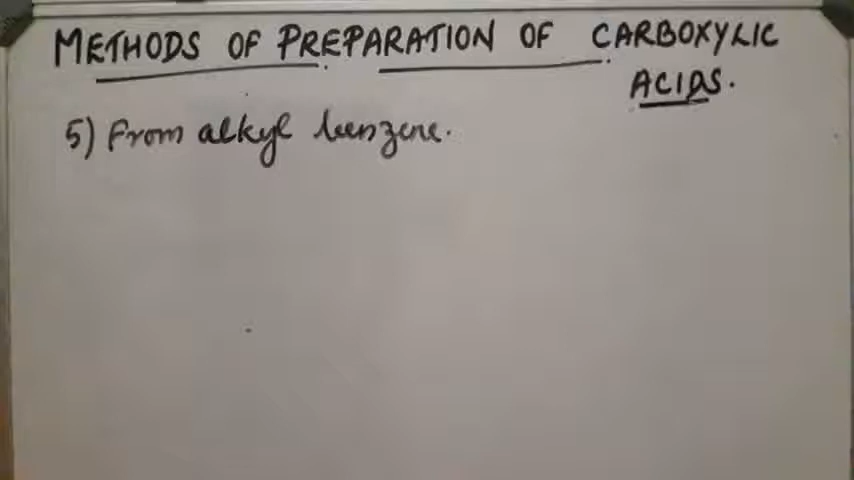 METHODS OF PREPARATION OF CARBOXYLIC
ACIDS.
5) From alkyl benzene.